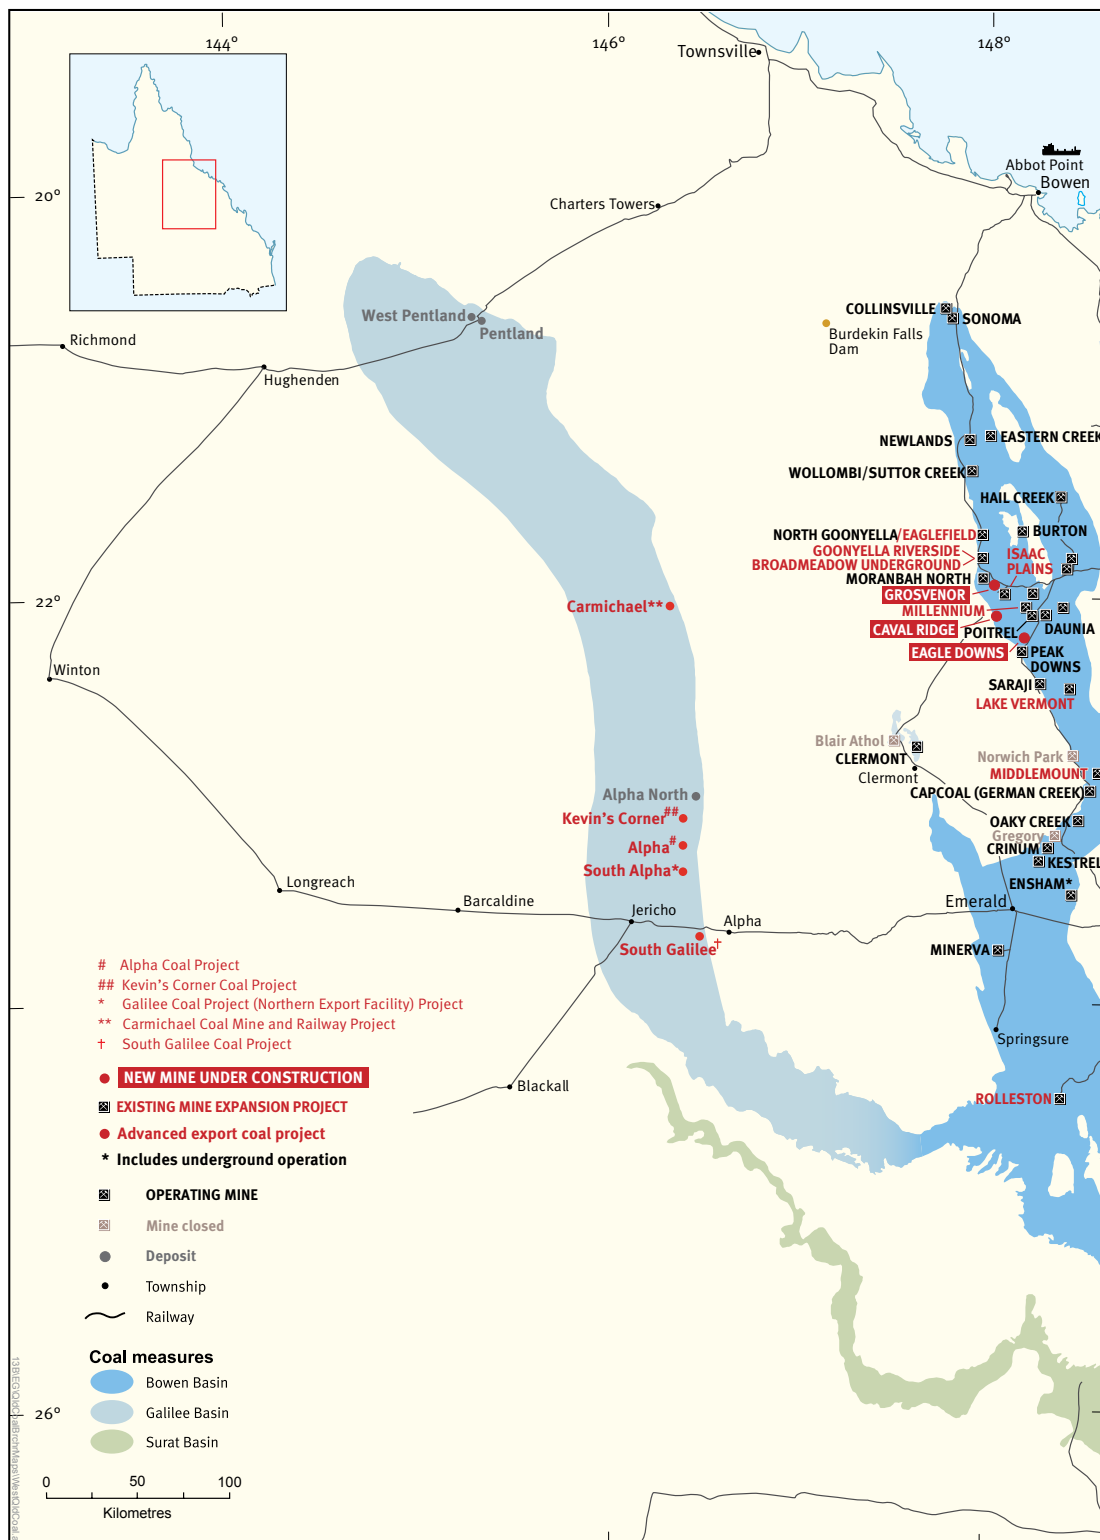 144°
146°
148°
Townsville
Abbot Point
Bowen
20°
Charters Towers
COLLINSVILLE
SONOMA
West Pentland
Pentland
Burdekin Falls
Dam
Richmond
Hughenden
NEWLANDS
EASTERN CREEK
WOLLOMBI/SUTTOR CREEK
HAIL CREEK
NORTH GOONYELLA/EAGLEFIELD
BURTON
GOONYELLA RIVERSIDE
BROADMEADOW UNDERGROUND
ISAAC
PLAINS
MORANBAH NORTH
GROSVENOR
22°
Carmichael**
MILLENNIUM
CAVAL RIDGE
POITREL
DAUNIA
EAGLE DOWNS
PEAK
DOWNS
Winton
SARAJI
LAKE VERMONT
Blair Athol
CLERMONT
Clermont
Norwich Park
MIDDLEMOUNT
CAPCOAL (GERMAN CREEK)
Alpha North
Kevin's Corner##
OAKY CREEK
Gregory
Alpha#
CRINUM
KESTREL
South Alpha*
ENSHAM*
Longreach
Barcaldine
Jericho
Alpha
Emerald
South Galilee†
MINERVA
# Alpha Coal Project
## Kevin's Corner Coal Project
* Galilee Coal Project (Northern Export Facility) Project
** Carmichael Coal Mine and Railway Project
† South Galilee Coal Project
Springsure
NEW MINE UNDER CONSTRUCTION
Blackall
EXISTING MINE EXPANSION PROJECT
ROLLESTON
Advanced export coal project
* Includes underground operation
OPERATING MINE
Mine closed
Deposit
Township
Railway
Coal measures
Bowen Basin
Galilee Basin
26°
Surat Basin
0 50 100
Kilometres